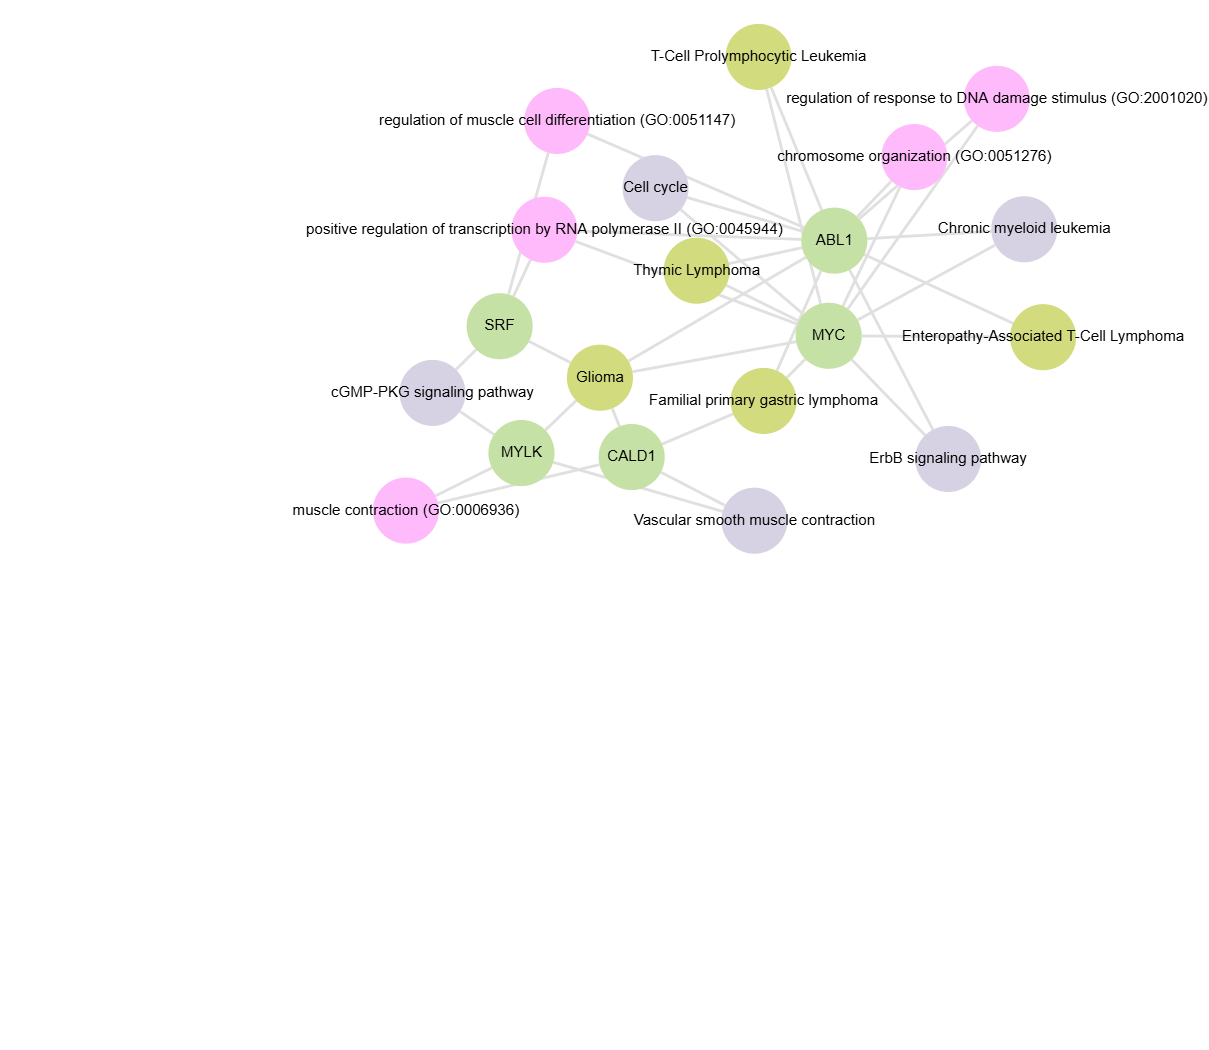 T-Cell Prolymphocytic Leukemia
regulation of response to DNA damage stimulus (GO:2001020)
regulation of muscle cell differentiation (GO:0051147)
chromosome organization (GO:0051276)
Cell cycle
positive regulation of transcription by RNA polymerase II (GO:0045944)
Chronic myeloid leukemia
ABL1
Thymic Lymphoma
SRF
MYC
Enteropathy-Associated T-Cell Lymphoma
Glioma
cGMP-PKG signaling pathway
Familial primary gastric lymphoma
MYLK
CALD1
ErbB signaling pathway
muscle contraction (GO:0006936)
Vascular smooth muscle contraction